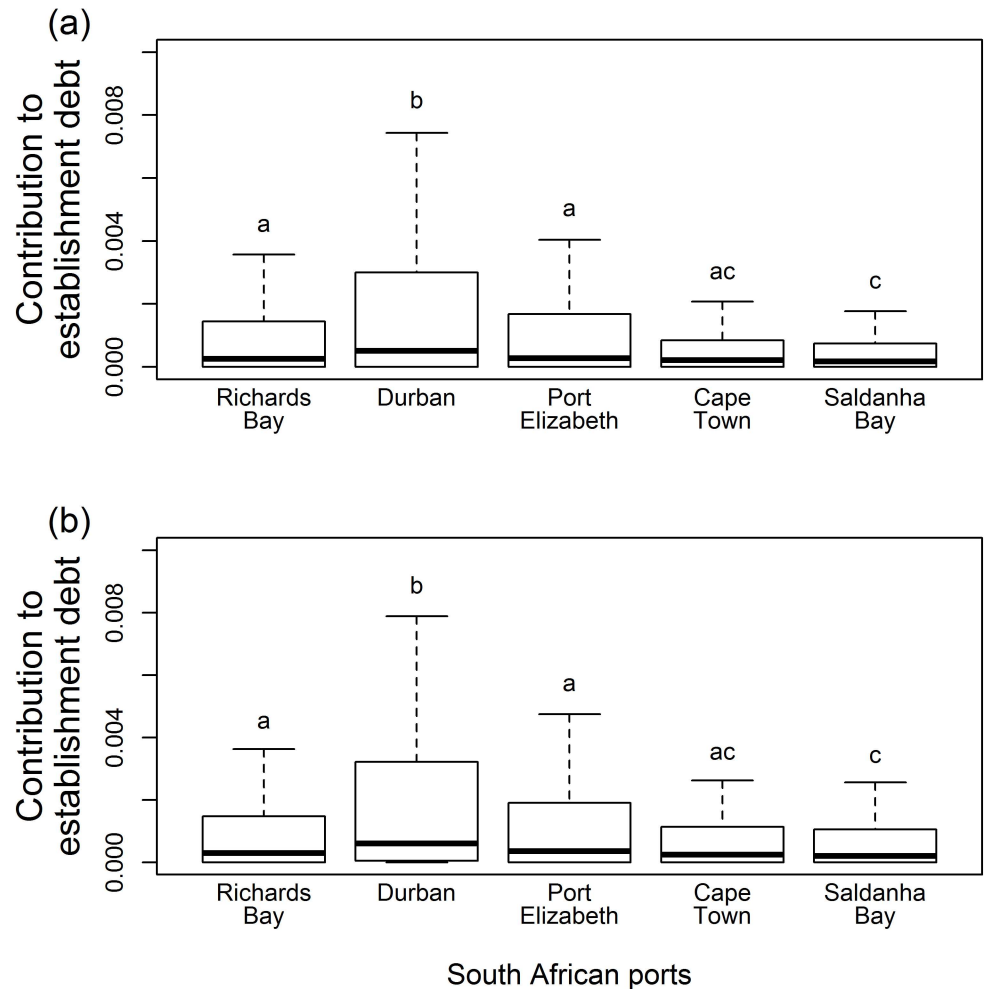 (a)
Contribution to
establishment debt
0.008
0.004
0.000
b
a
a
ac
c
Richards
Bay
Durban
Port
Elizabeth
Cape
Town
Saldanha
Bay
(b)
Contribution to
establishment debt
0.008
0.004
0.000
b
a
a
ac
c
Richards
Bay
Durban
Port
Elizabeth
Cape
Town
Saldanha
Bay
South African ports